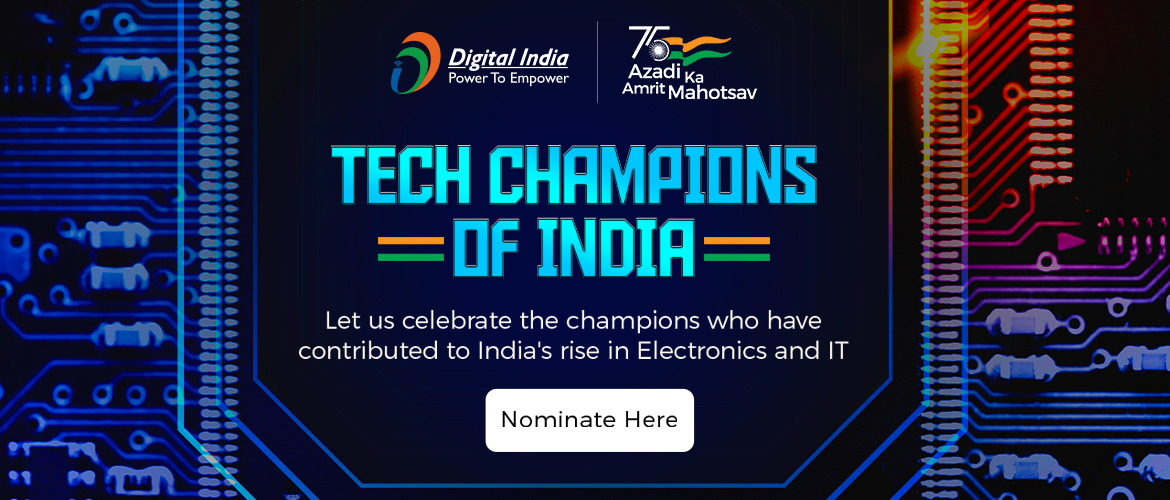 Digital India
Power To Empower
75
Azadi Ka
Amrit Mahotsav
TECH CHAMPIONS
OF INDIA
Let us celebrate the champions who have
contributed to India's rise in Electronics and IT
Nominate Here